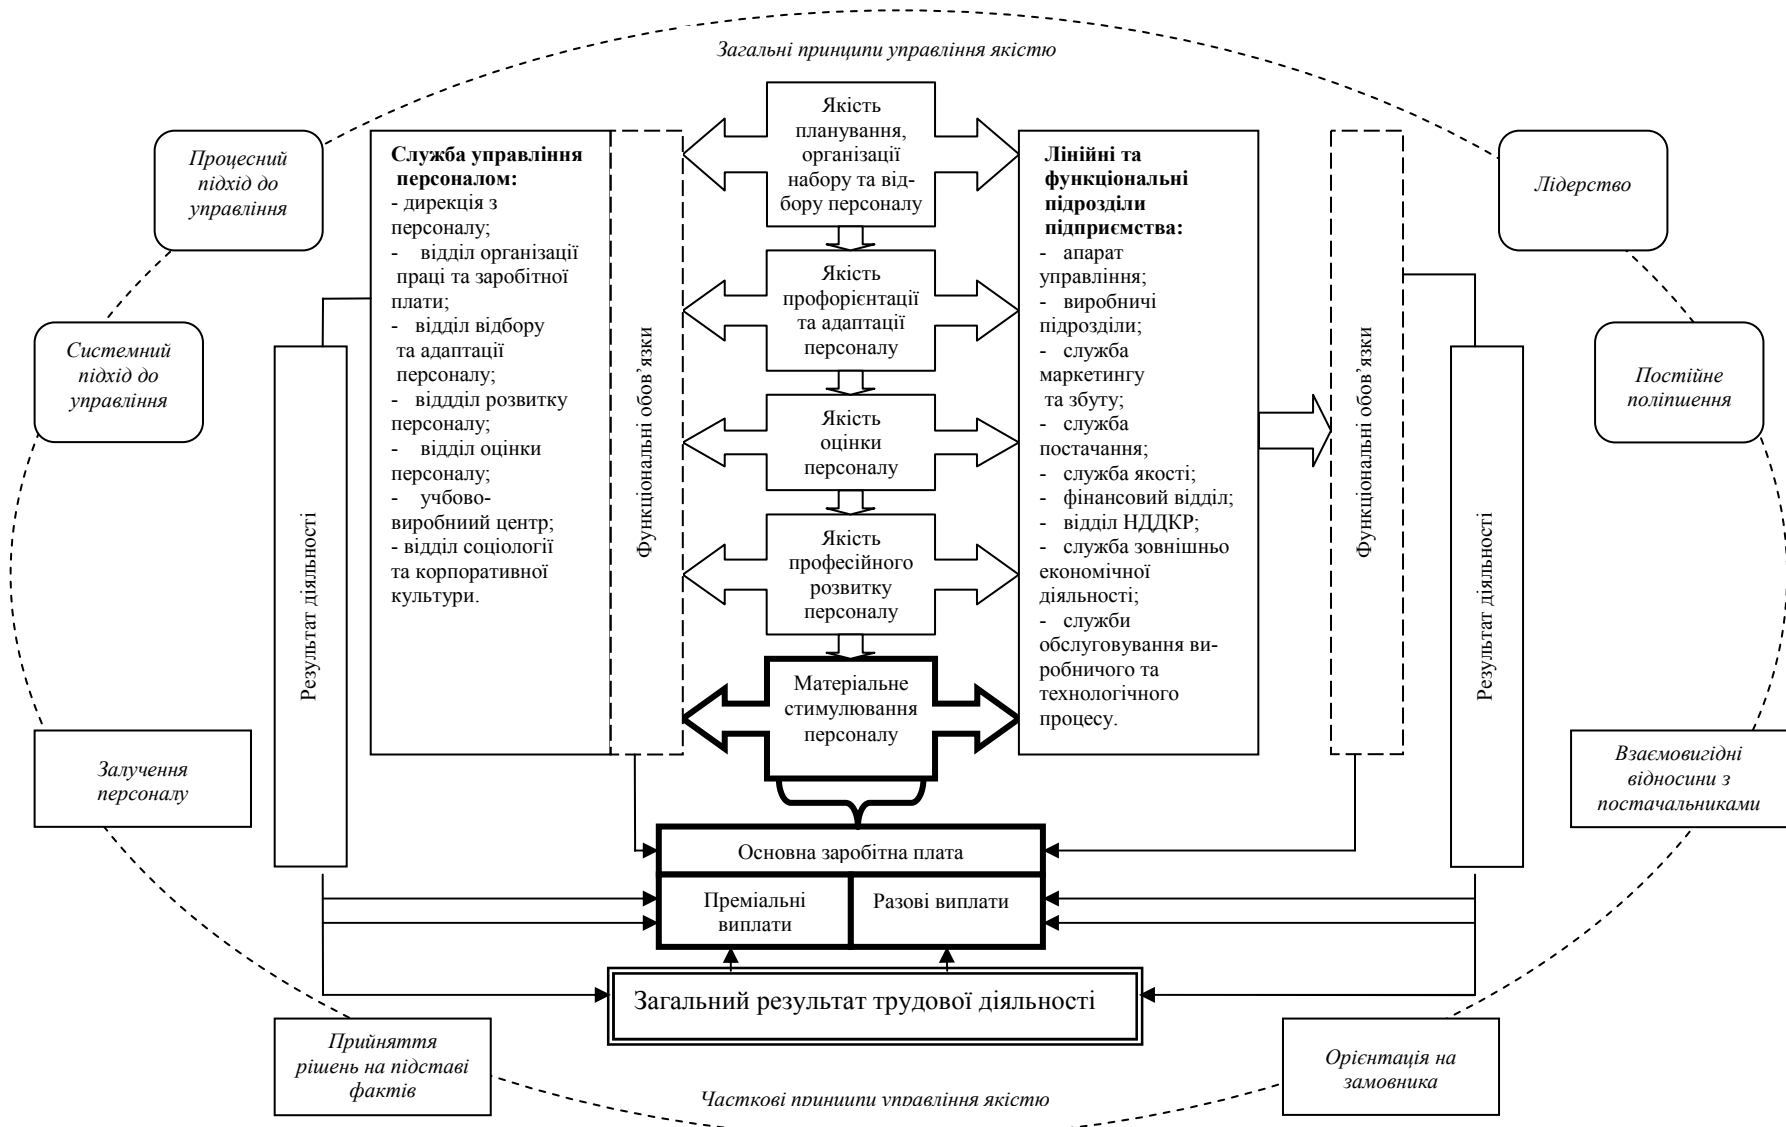 Загальні принципи управління якістю
Процесний
підхід до
управління
Системний
підхід до
управління
Залучення
персоналу
Прийняття
рішень на підставі
фактів
Результат діяльності
Служба управління
персоналом:
- дирекція з
персоналу;
- відділ організації
праці та заробітної
плати;
- відділ відбору
та адаптації
персоналу;
- віддділ розвитку
персоналу;
- відділ оцінки
персоналу;
- учбово-
виробниий центр;
- відділ соціології
та корпоративної
культури.
Функціональні обов’язки
Якість
планування,
організації
набору та від-
бору персоналу
Якість
профорієнтації
та адаптації
персоналу
Якість
оцінки
персоналу
Якість
професійного
розвитку
персоналу
Матеріальне
стимулювання
персоналу
Основна заробітна плата
Преміальні
виплати
Разові виплати
Загальний результат трудової діяльності
Лінійні та
функціональні
підрозділи
підприємства:
- апарат
управління;
- виробничі
підрозділи;
- служба
маркетингу
та збуту;
- служба
постачання;
- служба якості;
- фінансовий відділ;
- відділ НДДКР;
- служба зовнішньо
економічної
діяльності;
- служби
обслуговування ви-
робничого та
технологічного
процесу.
Функціональні обов’язки
Результат діяльності
Лідерство
Постійне
поліпшення
Взаємовигідні
відносини з
постачальниками
Орієнтація на
замовника
Часткові принципи управління якістю